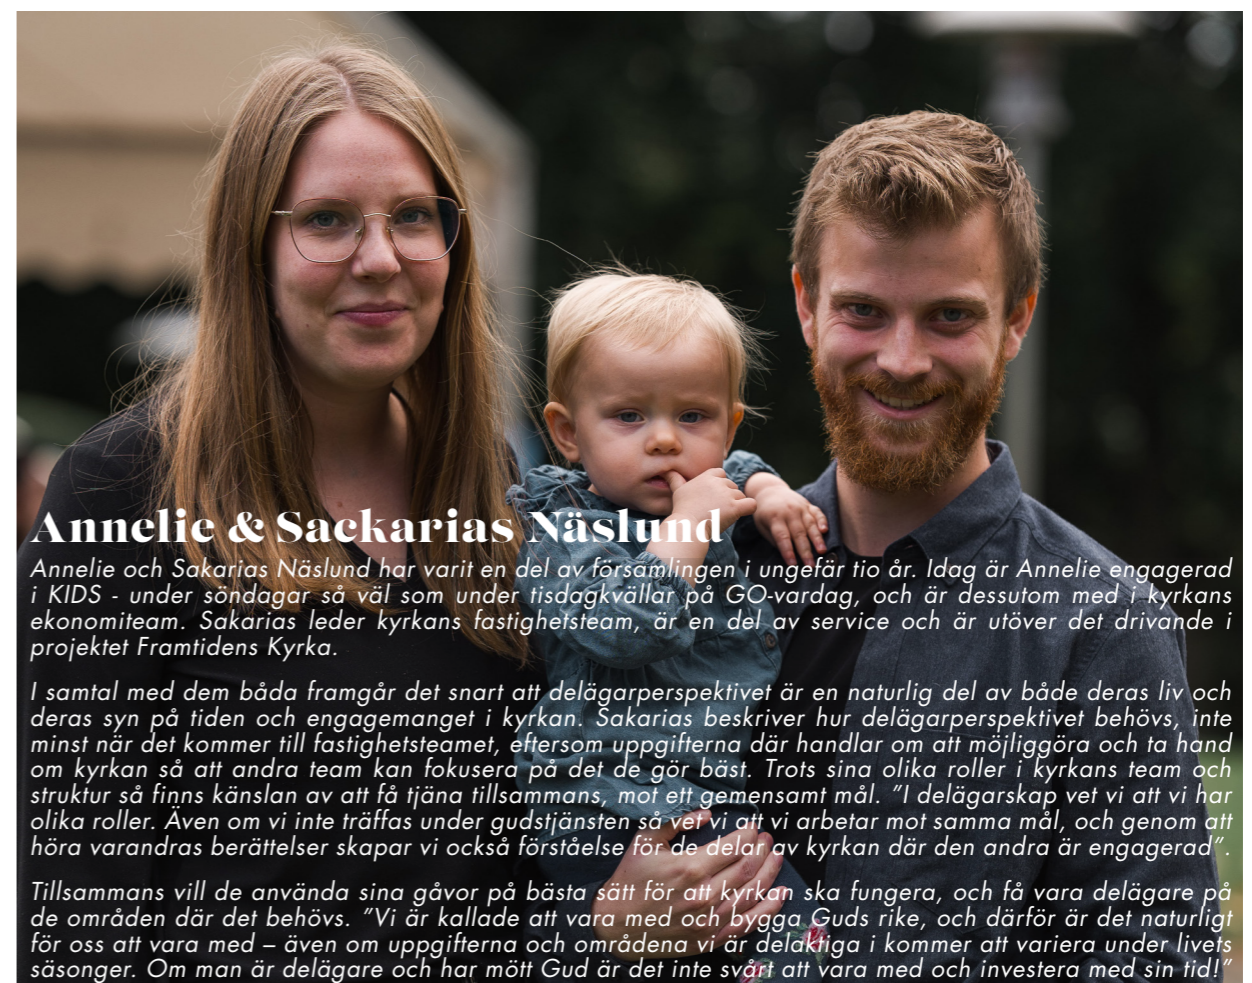 Annelie & Sackarias Näslund
Annelie och Sakarias Näslund har varit en del av församlingen i ungefär tio år. Idag är Annelie engagerad
i KIDS - under söndagar så väl som under tisdagkvällar på GO-vardag, och är dessutom med i kyrkans
ekonomiteam. Sakarias leder kyrkans fastighetsteam, är en del av service och är utöver det drivande i
projektet Framtidens Kyrka.
I samtal med dem båda framgår det snart att delägarperspektivet är en naturlig del av både deras liv och
deras syn på tiden och engagemanget i kyrkan. Sakarias beskriver hur delägarperspektivet behövs, inte
minst när det kommer till fastighetsteamet, eftersom uppgifterna där handlar om att möjliggöra och ta hand
om kyrkan så att andra team kan fokusera på det de gör bäst. Trots sina olika roller i kyrkans team och
struktur så finns känslan av att få tjäna tillsammans, mot ett gemensamt mål. ”I delägarskap vet vi att vi har
olika roller. Även om vi inte träffas under gudstjänsten så vet vi att vi arbetar mot samma mål, och genom att
höra varandras berättelser skapar vi också förståelse för de delar av kyrkan där den andra är engagerad”.
Tillsammans vill de använda sina gåvor på bästa sätt för att kyrkan ska fungera, och få vara delägare på
de områden där det behövs. ”Vi är kallade att vara med och bygga Guds rike, och därför är det naturligt
för oss att vara med – även om uppgifterna och områdena vi är delaktiga i kommer att variera under livets
säsonger. Om man är delägare och har mött Gud är det inte svårt att vara med och investera med sin tid!”